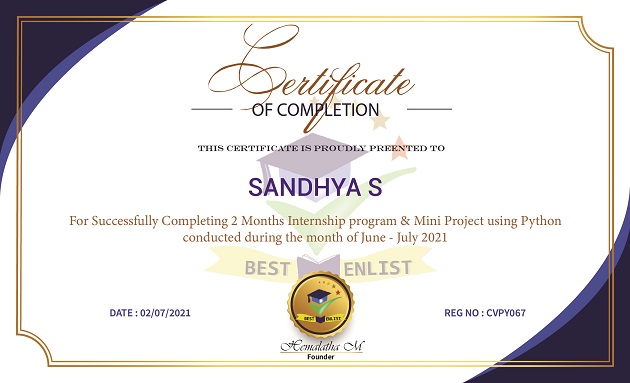 Certificate
OF COMPLETION
THIS CERTIFICATE IS PROUDLY PREENTED TO
SANDHYA S
For Successfully Completing 2 Months Internship program & Mini Project using Python
conducted during the month of June - July 2021
BEST ENLIST
DATE : 02/07/2021
BEST ENLIST
REG NO : CVPY067
Hemalatha M
Founder